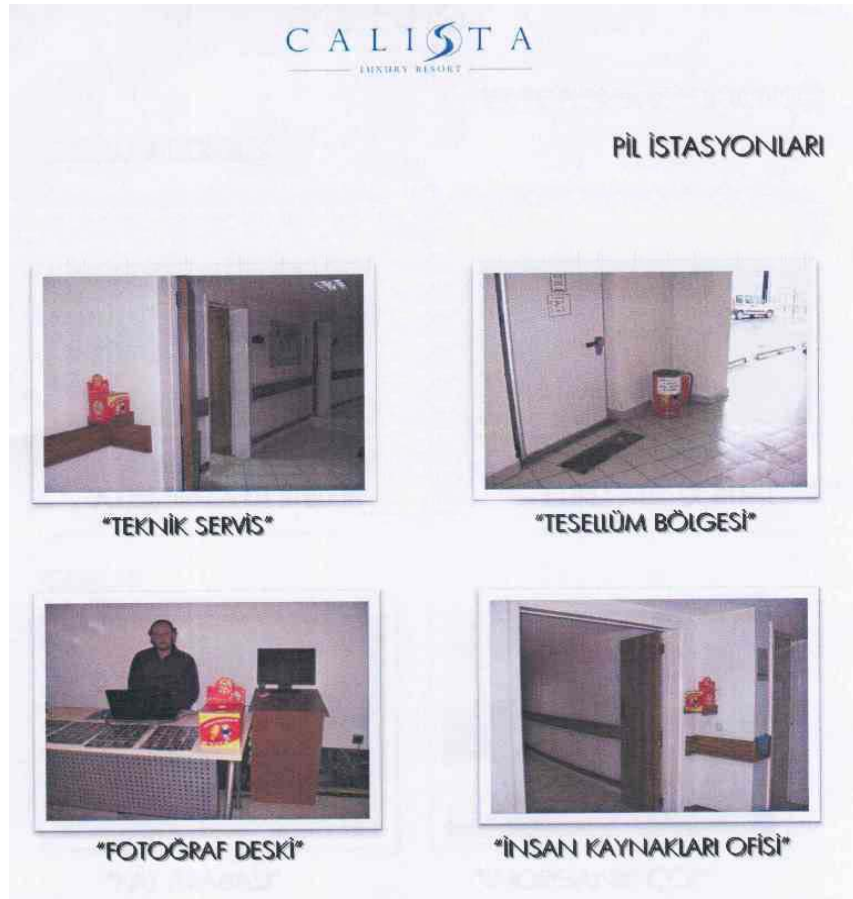 CALISTA
LUXURY RESORT
PİL İSTASYONLARI
"TEKNİK SERVİS"
"TESELLÜM BÖLGESİ"
"FOTOĞRAF DESKİ"
"İNSAN KAYNAKLARI OFİSİ"